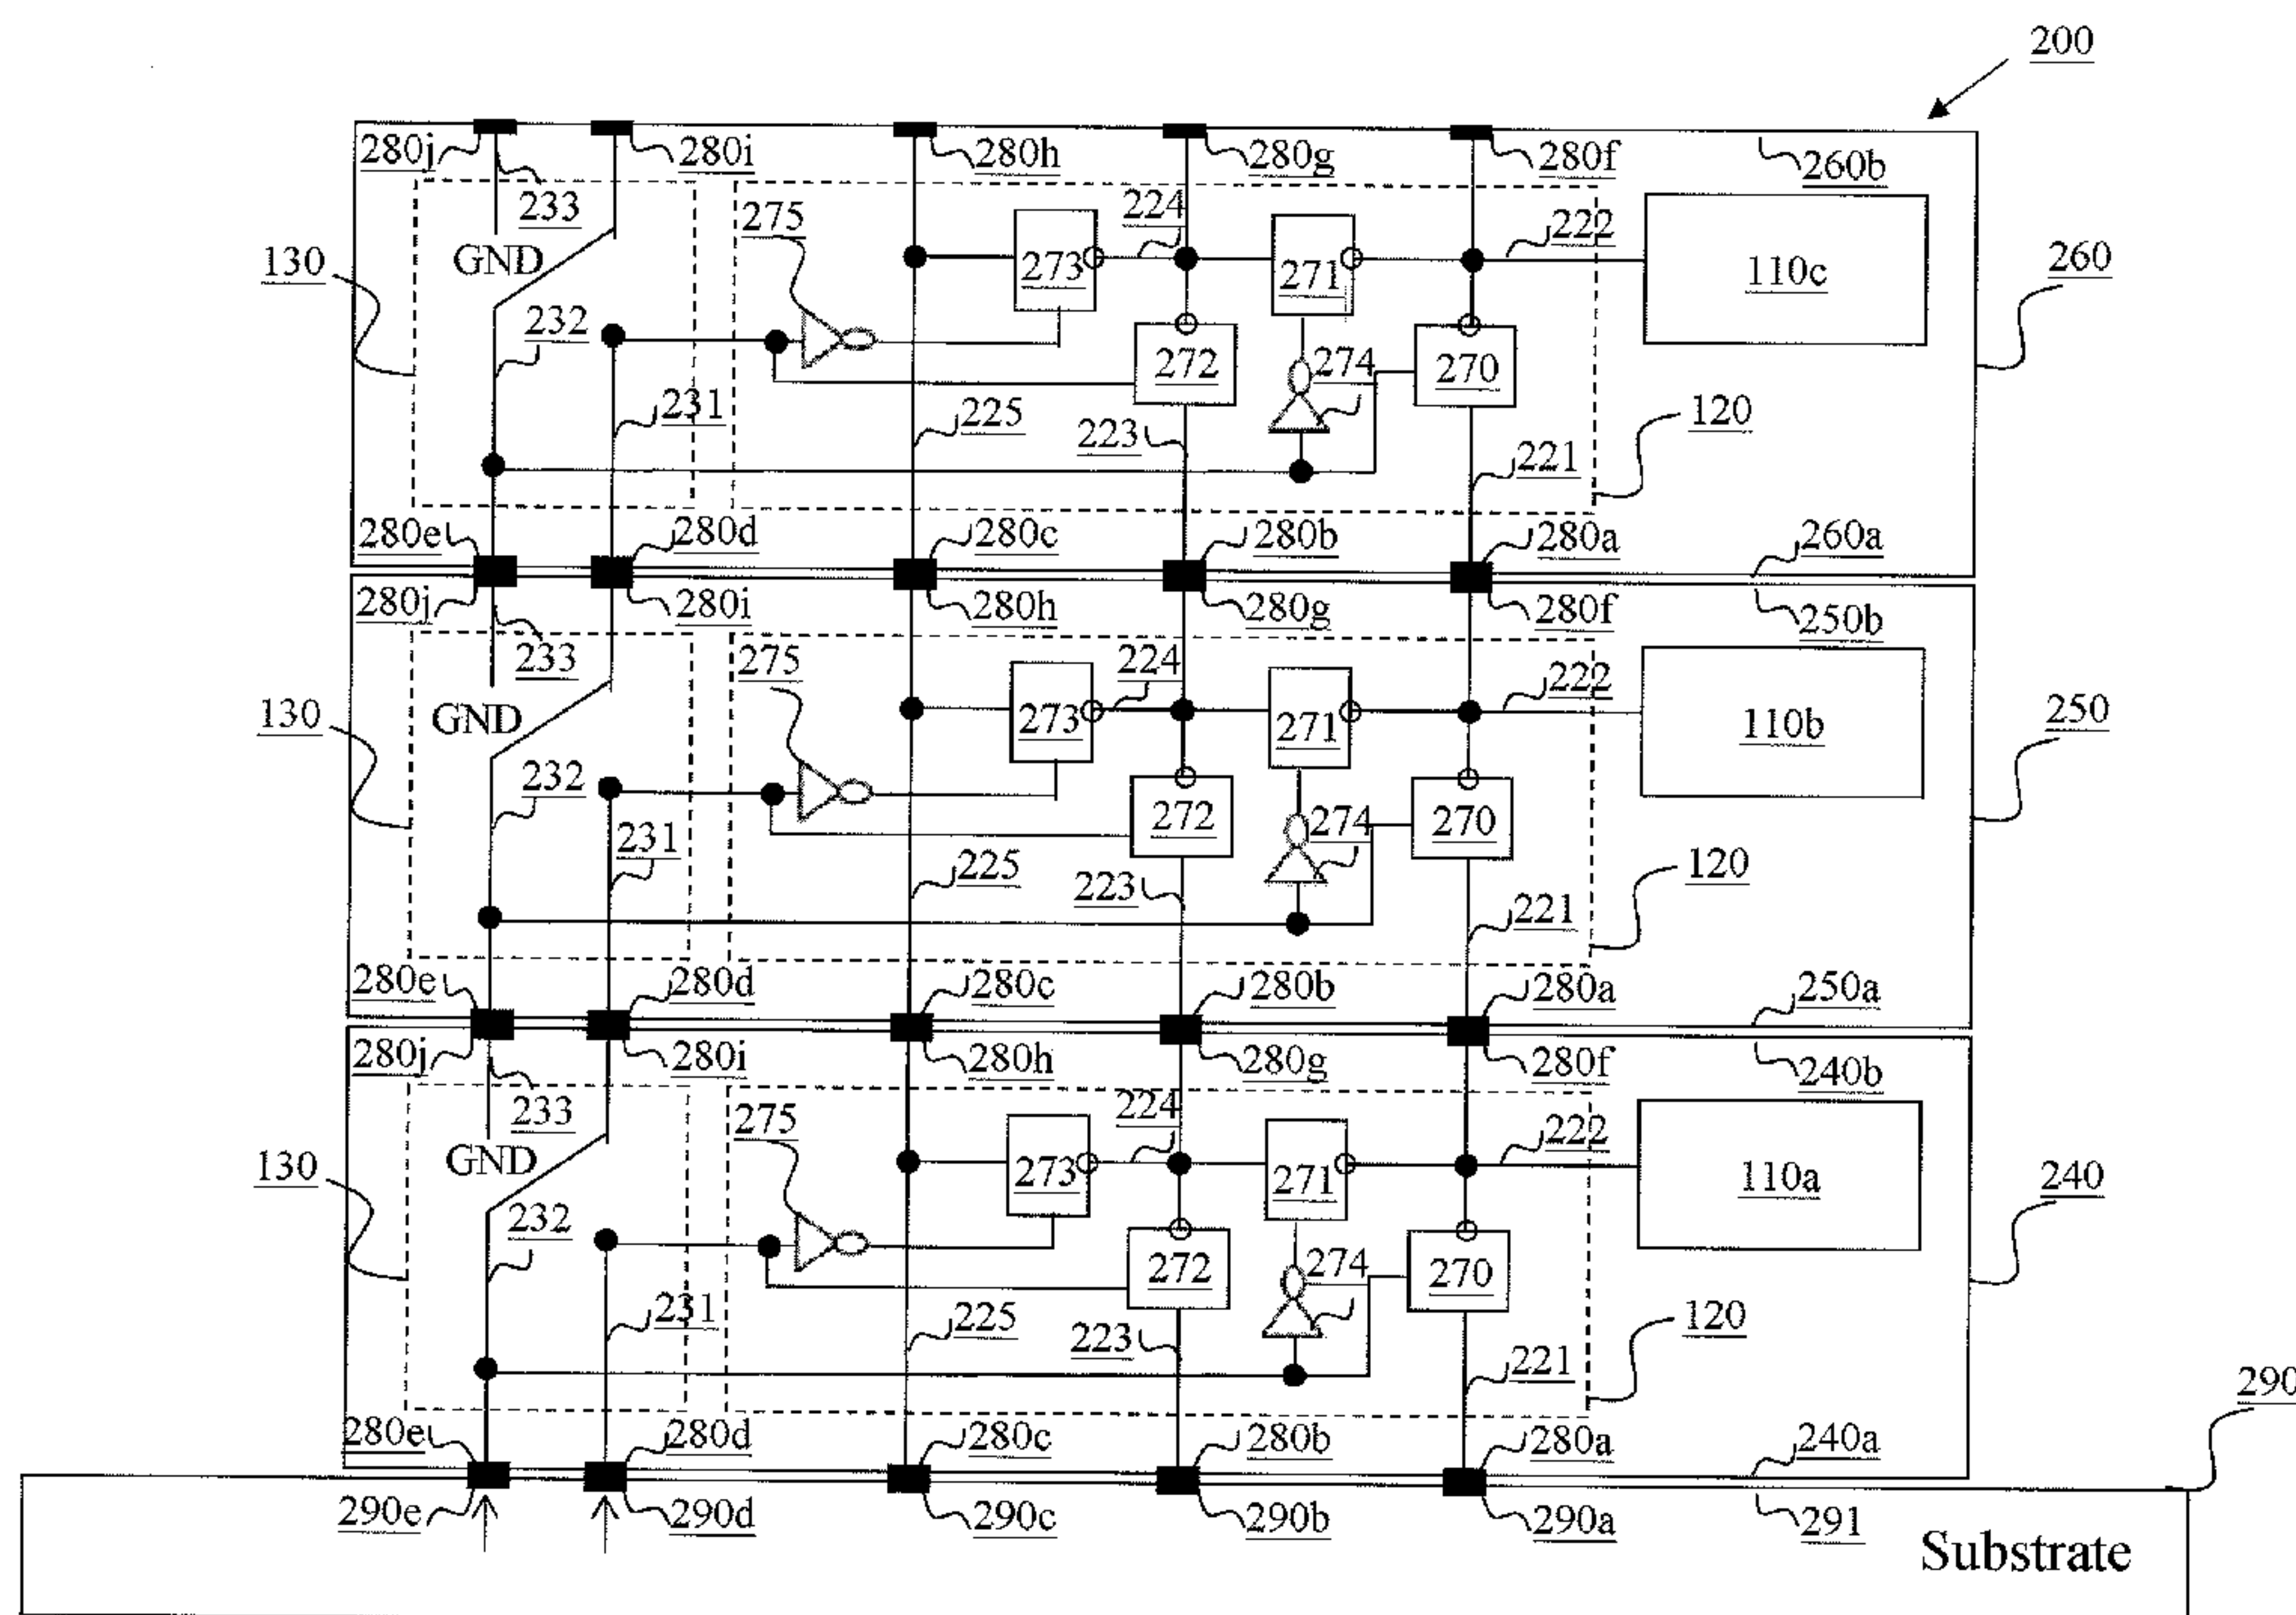 200
280j 280i 280h 280g 280f 260b
233 275 224 222
130 GND 273 271 110c 260
232 272 274 270
231 225 223 120
221
280e 280d 280c 280b 280a 260a
280j 280i 280h 280g 280f 250b
233 275 224 222
130 GND 273 271 110b 250
232 272 274 270
231 225 223 120
221
280e 280d 280c 280b 280a 250a
280j 280i 280h 280g 280f 240b
233 275 224 222
130 GND 273 271 110a 240
232 272 274 270
231 225 223 120
221
290
280e 280d 280c 280b 280a 240a
290e 290d 290c 290b 290a 291
Substrate